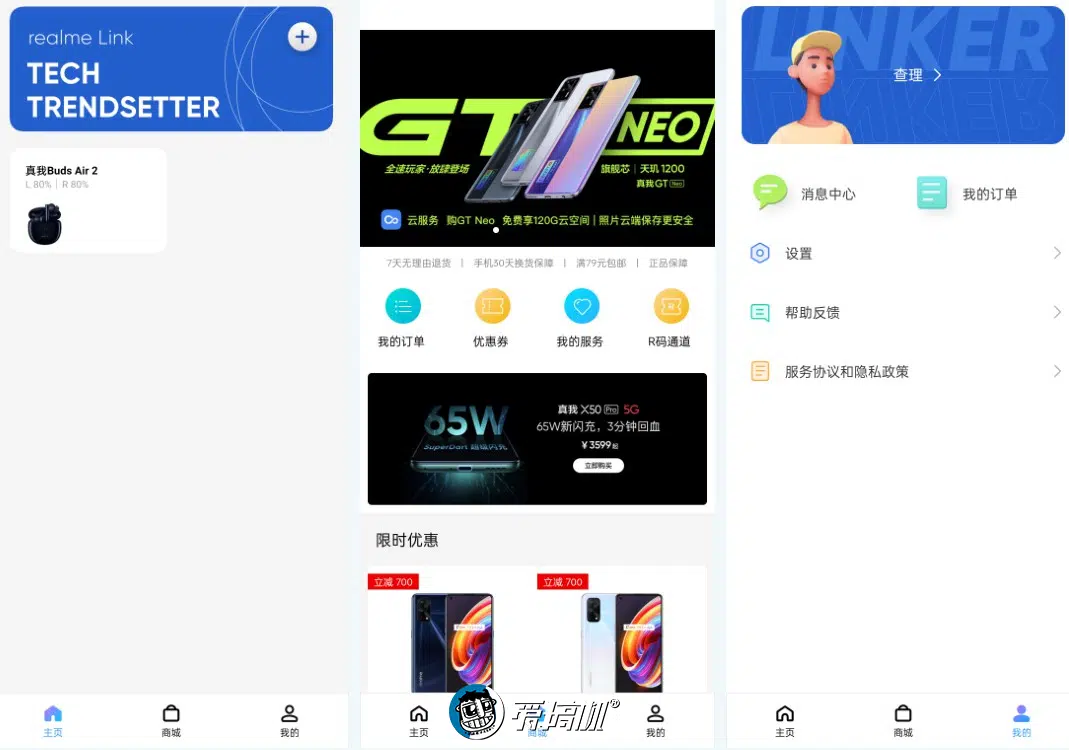 realme Link
TECH
TRENDSETTER
真我Buds Air 2
L 80% | R 80%
主页
商城
我的
GT NEO
全速玩家·放肆登场
旗舰芯 | 天玑 1200
真我GT Neo
云服务 购GT Neo 免费享120G云空间 | 照片云端保存更安全
7天无理由退货 | 手机30天换货保障 | 满79元包邮 | 正品保障
我的订单
优惠券
我的服务
R码通道
65W
SuperDart 超级闪充
真我 X50 Pro 5G
65W新闪充，3分钟回血
￥3599起
立即购买
限时优惠
立减 700
立减 700
主页
商城
我的
爱搞机®
LINKER
查理
消息中心
我的订单
设置
帮助反馈
服务协议和隐私政策
主页
商城
我的